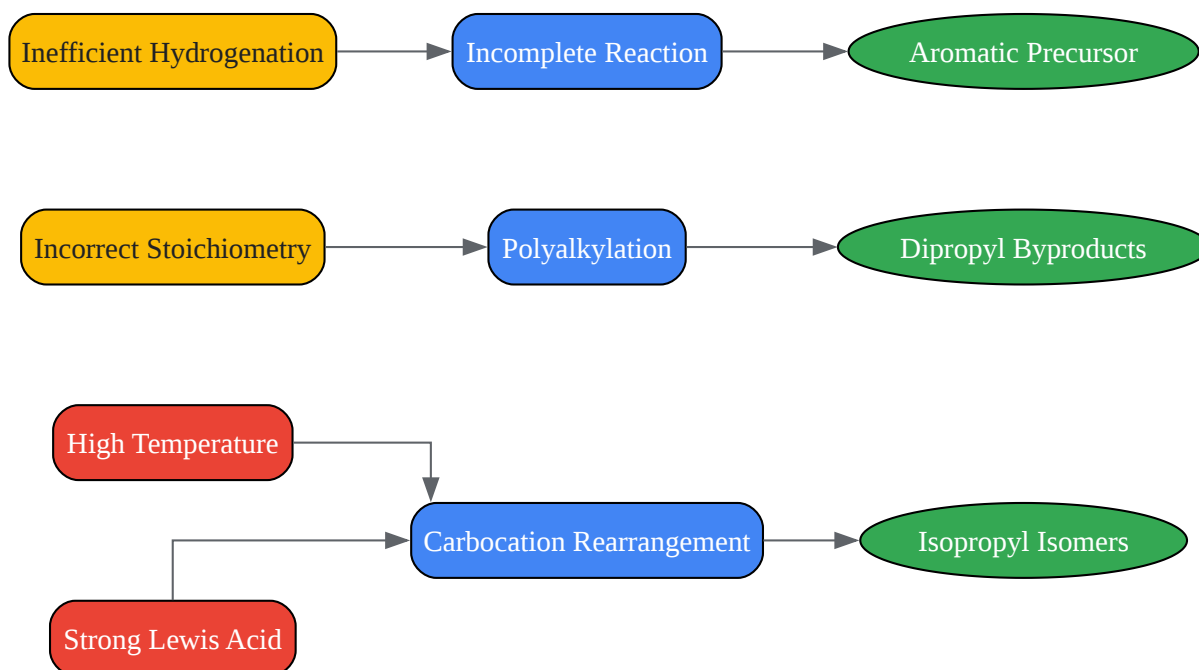 Inefficient Hydrogenation
Incomplete Reaction
Aromatic Precursor
Incorrect Stoichiometry
Polyalkylation
Dipropyl Byproducts
High Temperature
Carbocation Rearrangement
Isopropyl Isomers
Strong Lewis Acid